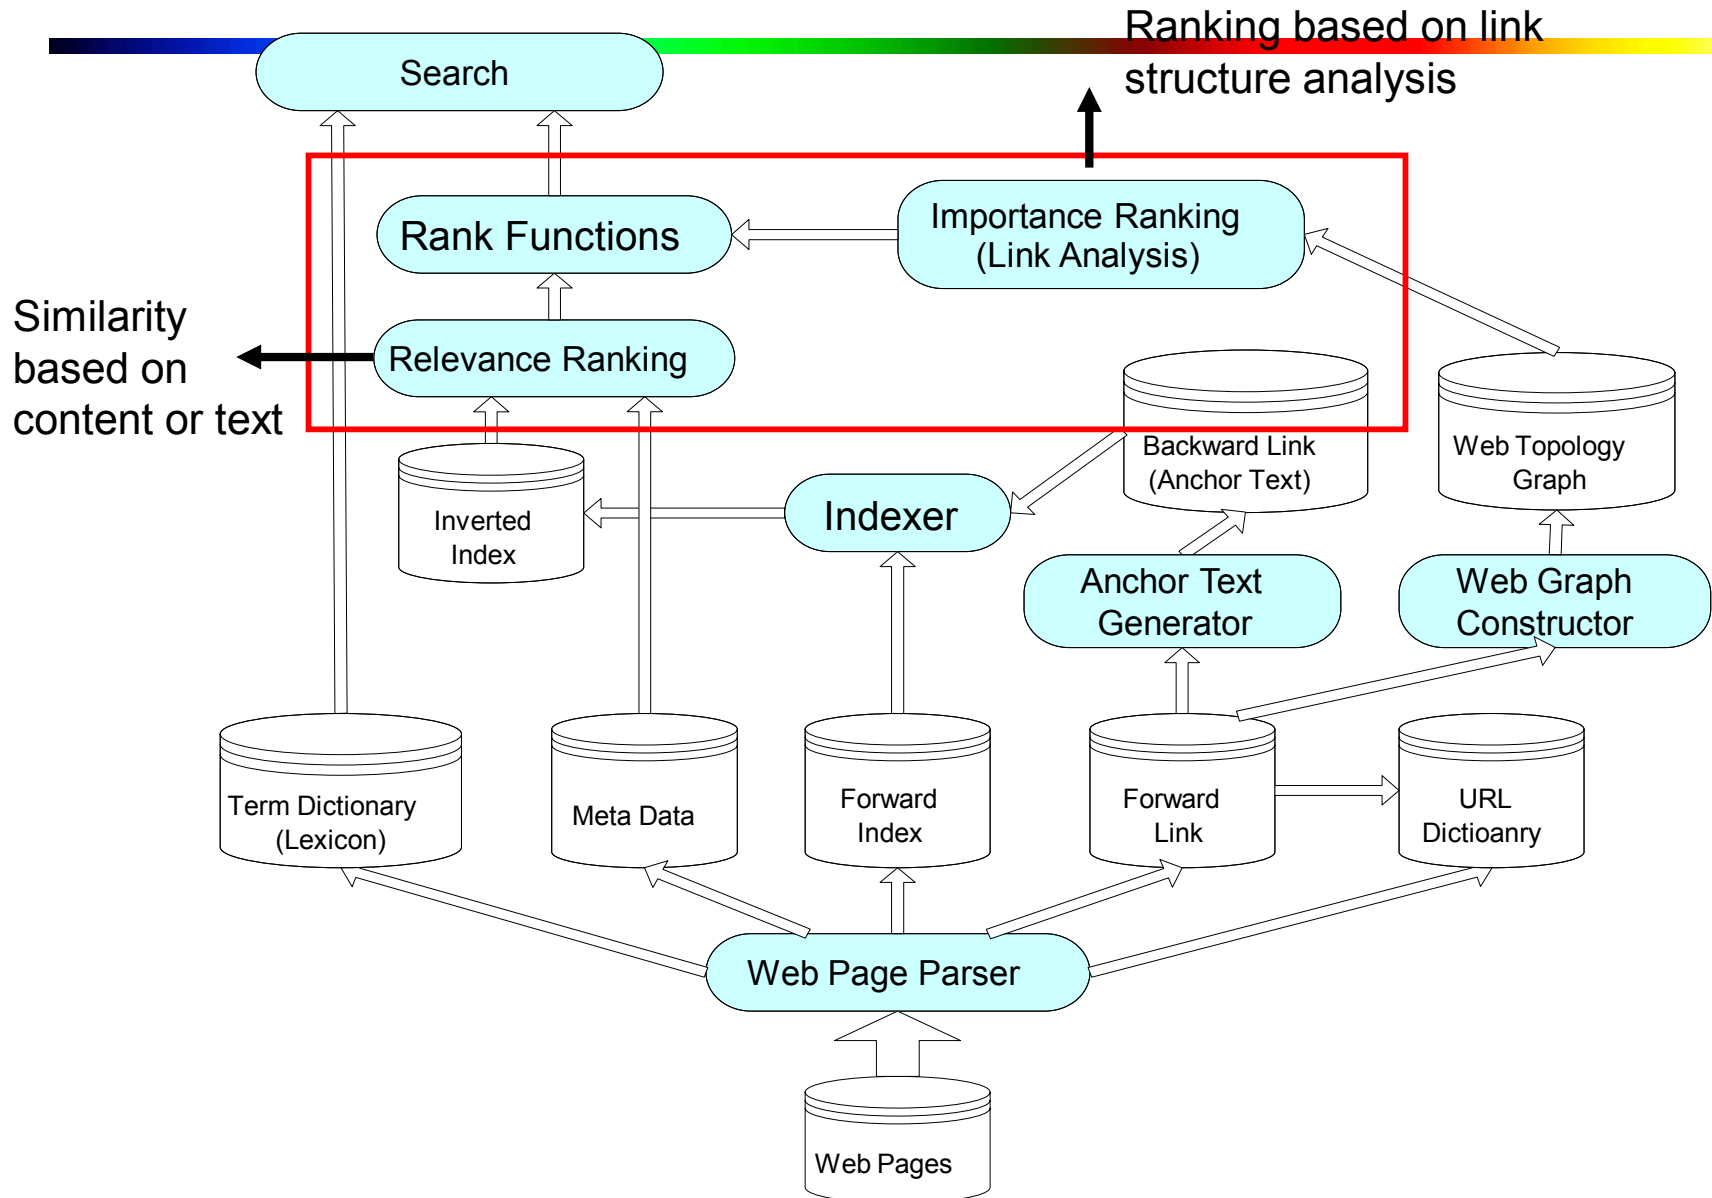 Ranking based on link
structure analysis
Search
Rank Functions
Importance Ranking
(Link Analysis)
Similarity
based on
content or text
Relevance Ranking
Backward Link
(Anchor Text)
Web Topology
Graph
Inverted
Index
Indexer
Anchor Text
Generator
Web Graph
Constructor
Term Dictionary
(Lexicon)
Meta Data
Forward
Index
Forward
Link
URL
Dictioanry
Web Page Parser
Web Pages